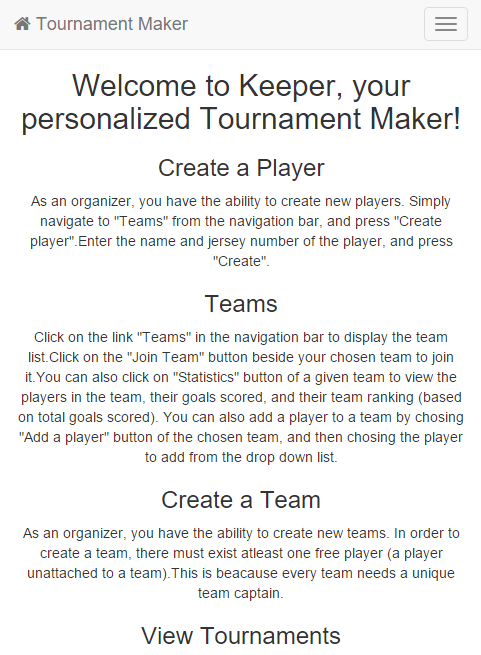 Tournament Maker
Welcome to Keeper, your
personalized Tournament Maker!
Create a Player
As an organizer, you have the ability to create new players. Simply
navigate to "Teams" from the navigation bar, and press "Create
player".Enter the name and jersey number of the player, and press
"Create".
Teams
Click on the link "Teams" in the navigation bar to display the team
list.Click on the "Join Team" button beside your chosen team to join
it.You can also click on "Statistics" button of a given team to view the
players in the team, their goals scored, and their team ranking (based
on total goals scored). You can also add a player to a team by chosing
"Add a player" button of the chosen team, and then chosing the player
to add from the drop down list.
Create a Team
As an organizer, you have the ability to create new teams. In order to
create a team, there must exist atleast one free player (a player
unattached to a team).This is beacause every team needs a unique
team captain.
View Tournaments